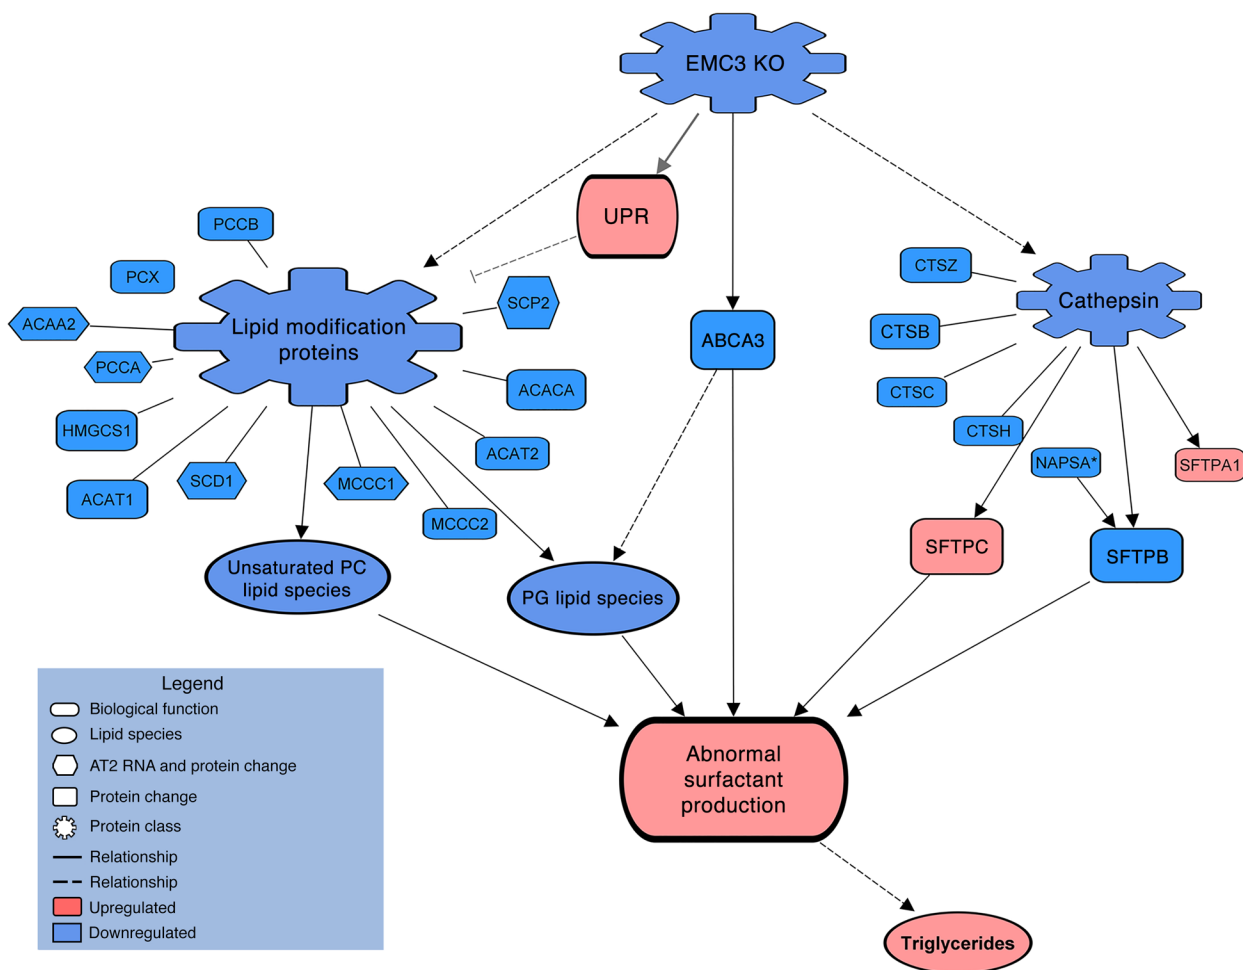 EMC3 KO
UPR
PCCB
PCX
ACAA2
PCCA
HMGCS1
ACAT1
SCD1
MCCC1
MCCC2
ACAT2
ACACA
SCP2
Lipid modification
proteins
ABCA3
CTSZ
CTSB
CTSC
CTSH
Cathepsin
NAPSA*
SFTPA1
SFTPC
SFTPB
Unsaturated PC
lipid species
PG lipid species
Abnormal
surfactant
production
Triglycerides
Legend
Biological function
Lipid species
AT2 RNA and protein change
Protein change
Protein class
Relationship
Relationship
Upregulated
Downregulated